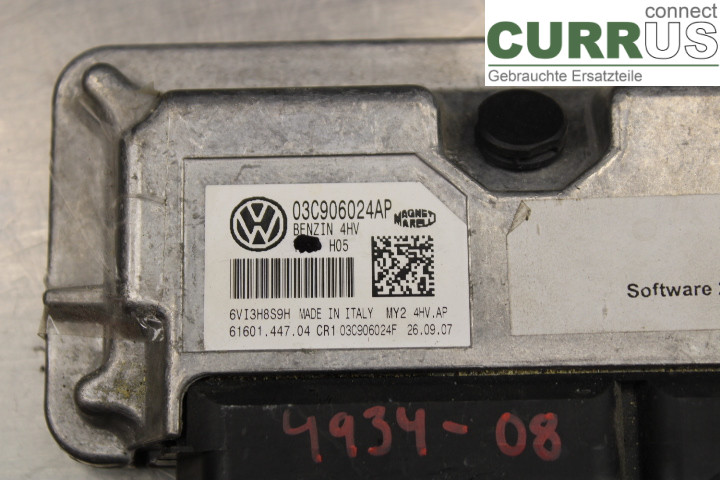 connect
CURRUS
Gebrauchte Ersatzteile
03C906024AP
MAGNETI
MARELLI
BENZIN 4HV
H05
Software
6VI3H8S9H MADE IN ITALY MY2 4HV.AP
61601.447.04 CR1 03C906024F 26.09.07
4934-08